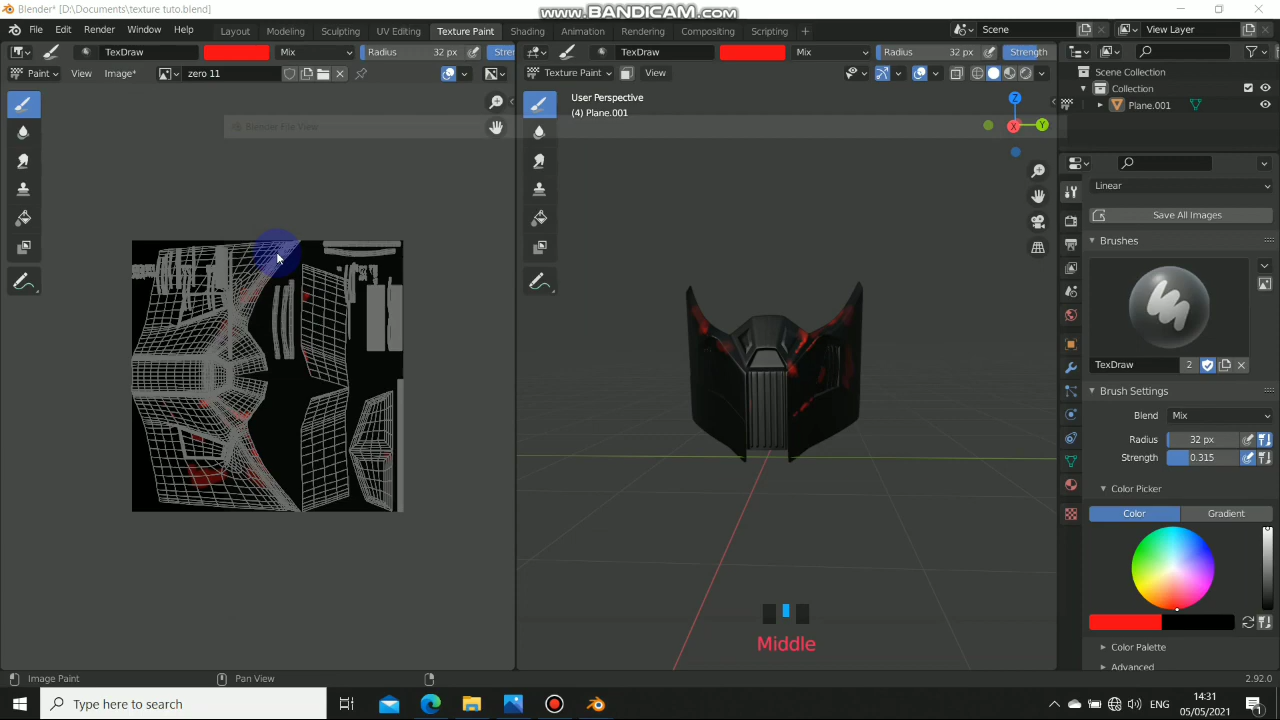 Blender* [D:\Documents\texture tuto.blend]
www.BANDICAM.com
File Edit Render Window Help Layout Modeling Sculpting UV Editing Texture Paint Shading Animation Rendering Compositing Scripting Scene View Layer
TexDraw Mix Radius 32 px TexDraw Mix Radius 32 px Strength
Paint View Image* zero 11 Texture Paint View
Scene Collection
Collection
Plane.001
User Perspective
(4) Plane.001
Blender File View
Linear
Save All Images
Brushes
TexDraw 2
Brush Settings
Blend Mix
Radius 32 px
Strength 0.315
Color Picker
Color Gradient
Color Palette
Advanced
X Y Z
Middle
Image Paint Pan View 2.92.0
Type here to search
ENG
14:31
05/05/2021
1